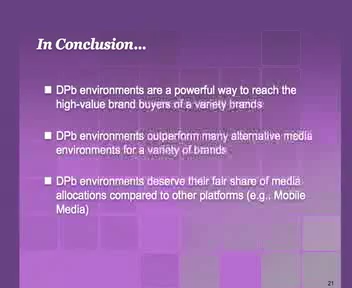 In Conclusion...
DPb environments are a powerful way to reach the
high-value brand buyers of a variety brands
DPb environments outperform many alternative media
environments for a variety of brands
DPb environments deserve their fair share of media
allocations compared to other platforms (e.g., Mobile
Media)
21